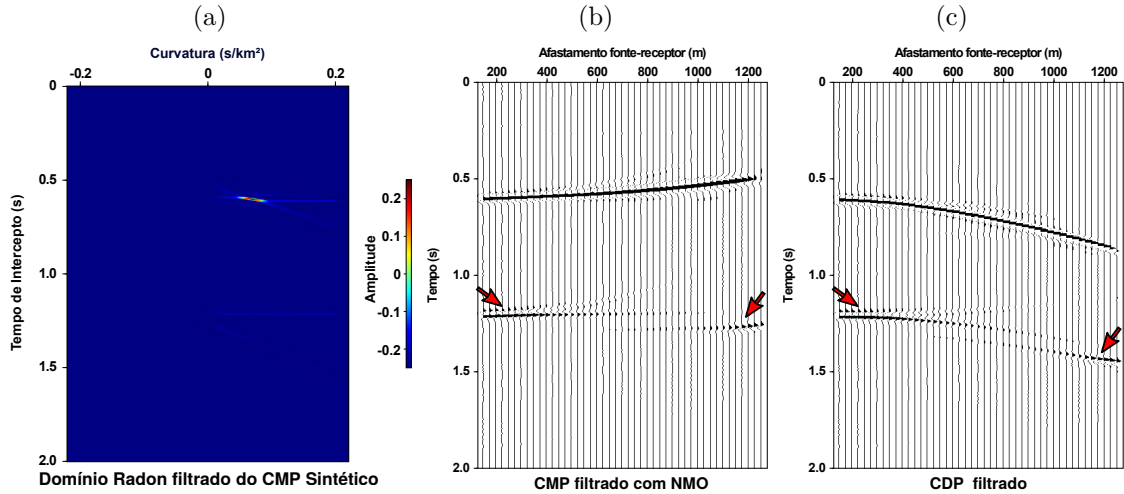 (a)
Curvatura (s/km²)
-0.2 0 0.2
0
0.5
1.0
1.5
2.0
Tempo de Intercepto (s)
0.2
0.1
0
-0.1
-0.2
Amplitude
Domínio Radon filtrado do CMP Sintético
(b)
Afastamento fonte-receptor (m)
200 400 600 800 1000 1200
0
0.5
1.0
1.5
2.0
Tempo (s)
CMP filtrado com NMO
(c)
Afastamento fonte-receptor (m)
200 400 600 800 1000 1200
0
0.5
1.0
1.5
2.0
Tempo (s)
CDP filtrado